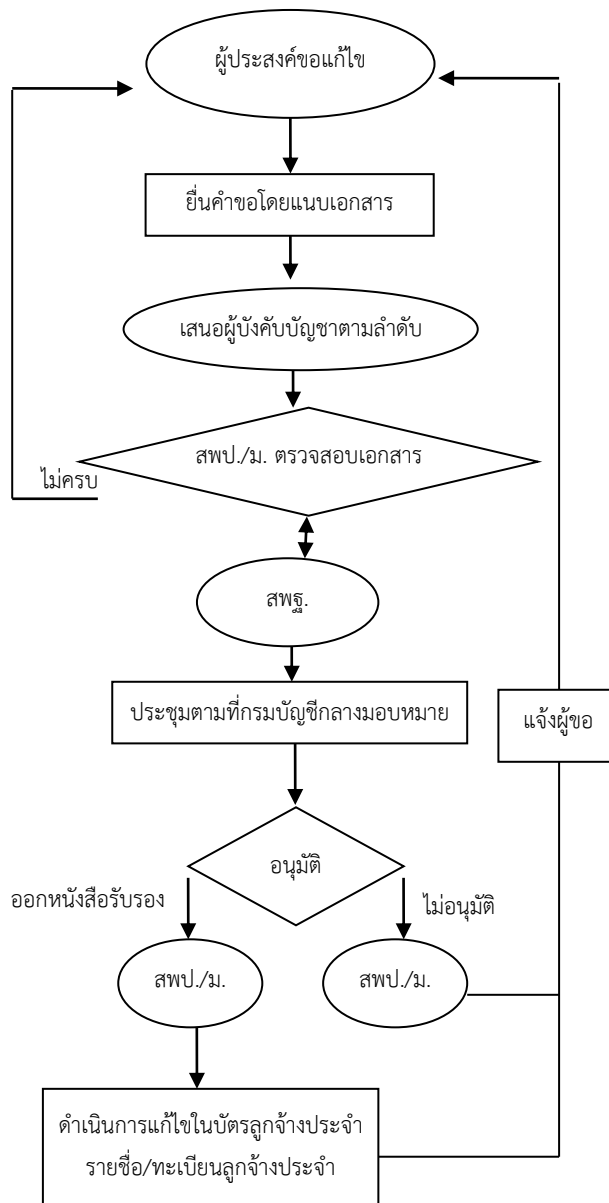 ผู้ประสงค์ขอแก้ไข
ยื่นคำขอโดยแนบเอกสาร
เสนอผู้บังคับบัญชาตามลำดับ
สพป./ม. ตรวจสอบเอกสาร
ไม่ครบ
สพฐ.
ประชุมตามที่กรมบัญชีกลางมอบหมาย
แจ้งผู้ขอ
อนุมัติ
ออกหนังสือรับรอง
ไม่อนุมัติ
สพป./ม.
สพป./ม.
ดำเนินการแก้ไขในบัตรลูกจ้างประจำ
รายชื่อ/ทะเบียนลูกจ้างประจำ